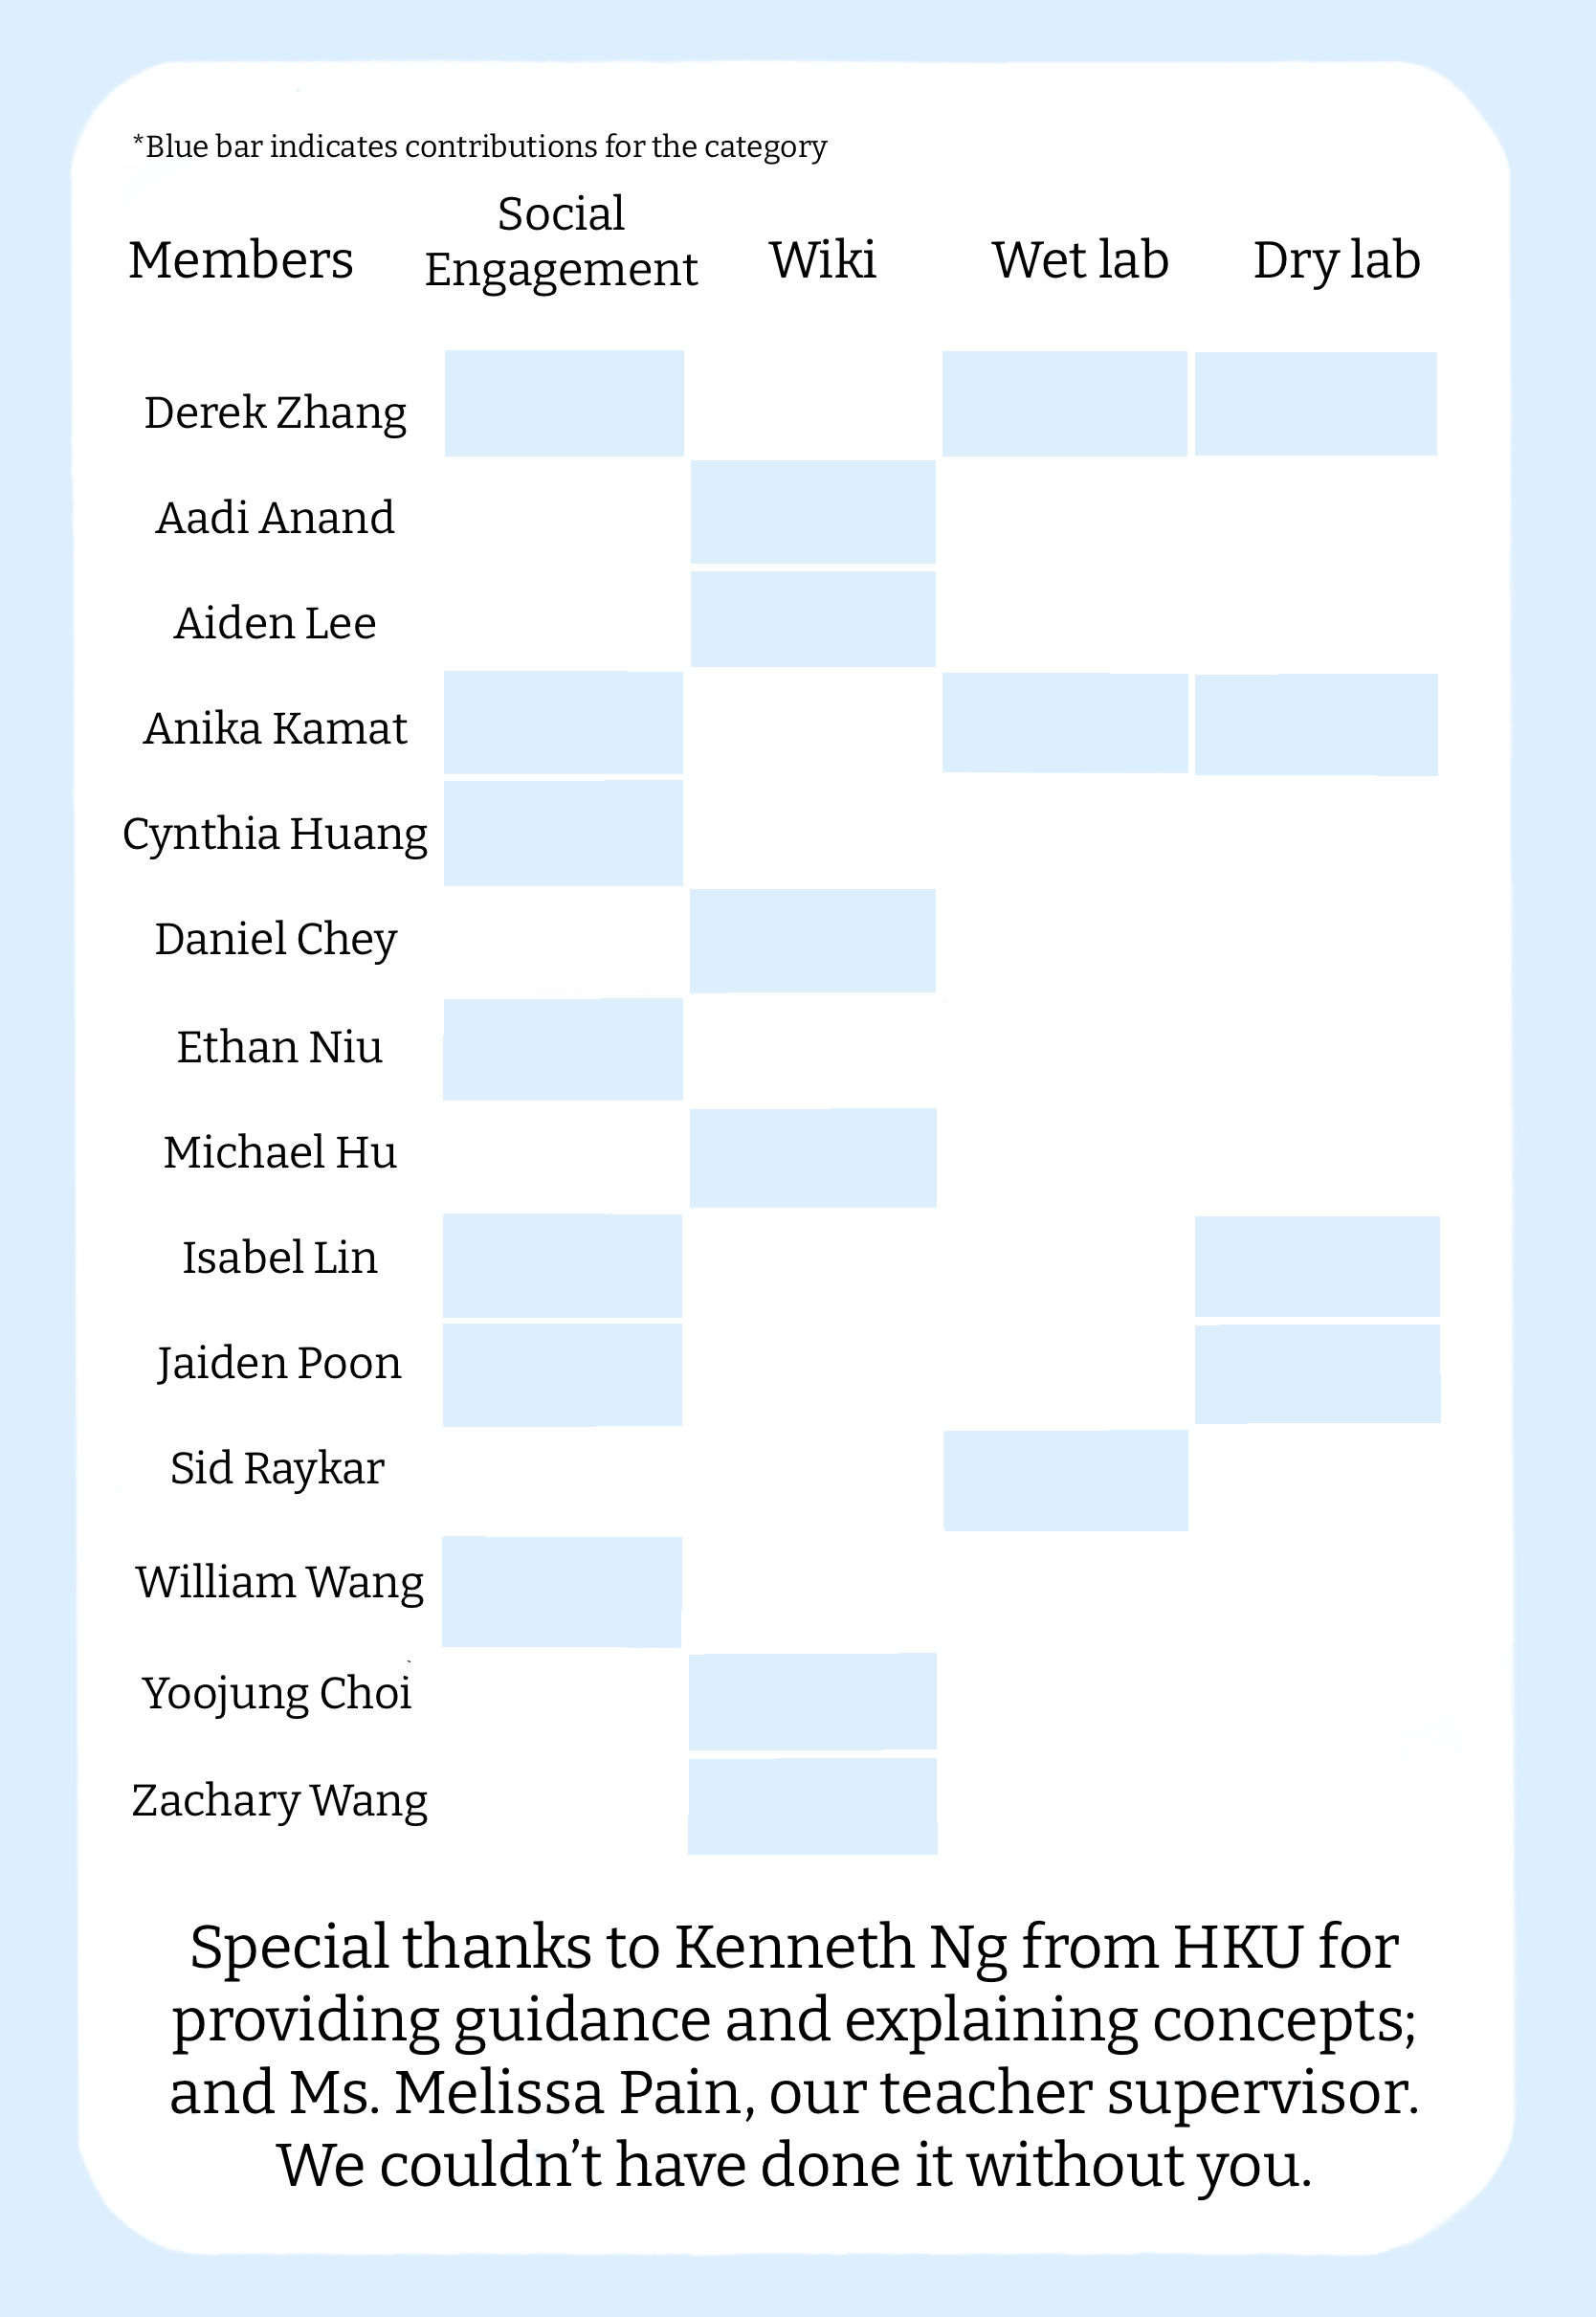 *Blue bar indicates contributions for the category
Members
Social
Engagement
Wiki
Wet lab
Dry lab
Derek Zhang
Aadi Anand
Aiden Lee
Anika Kamat
Cynthia Huang
Daniel Chey
Ethan Niu
Michael Hu
Isabel Lin
Jaiden Poon
Sid Raykar
William Wang
Yoojung Choi
Zachary Wang
Special thanks to Kenneth Ng from HKU for
providing guidance and explaining concepts;
and Ms. Melissa Pain, our teacher supervisor.
We couldn’t have done it without you.